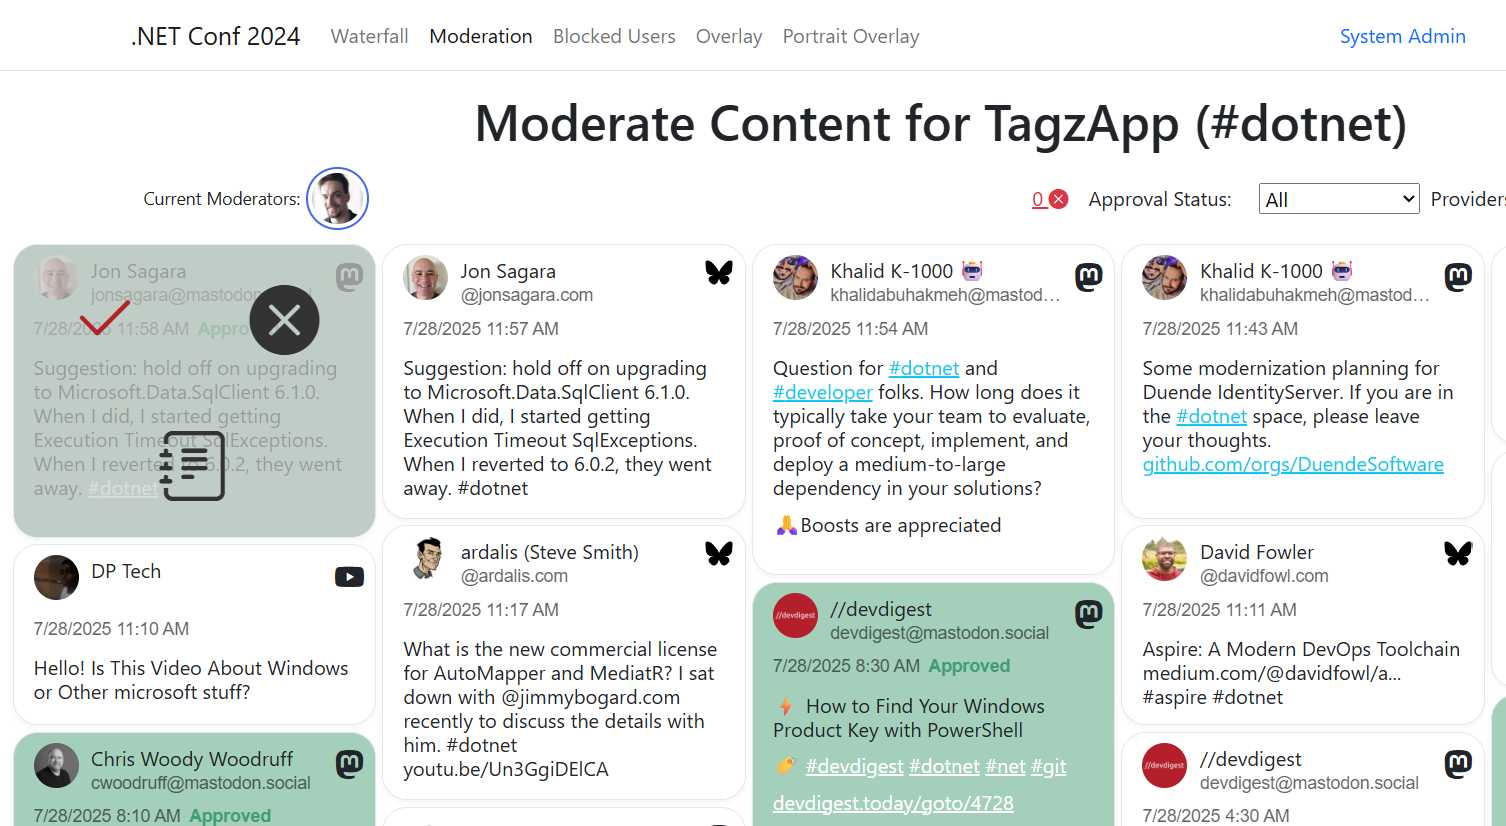 .NET Conf 2024 Waterfall Moderation Blocked Users Overlay Portrait Overlay System Admin
Moderate Content for TagzApp (#dotnet)
Current Moderators:
0 Approval Status: All
Jon Sagara
7/28/2025 11:58 AM
Suggestion: hold off on upgrading
to Microsoft.Data.SqlClient 6.1.0.
When I did, I started getting
Execution Timeout SqlExceptions.
When I reverted to 6.0.2, they went
away. #dotnet
DP Tech
7/28/2025 11:10 AM
Hello! Is This Video About Windows
or Other microsoft stuff?
Chris Woody Woodruff
cwoodruff@mastodon.social
7/28/2025 8:10 AM Approved
Jon Sagara
@jonsagara.com
7/28/2025 11:57 AM
Suggestion: hold off on upgrading
to Microsoft.Data.SqlClient 6.1.0.
When I did, I started getting
Execution Timeout SqlExceptions.
When I reverted to 6.0.2, they went
away. #dotnet
ardalis (Steve Smith)
@ardalis.com
7/28/2025 11:17 AM
What is the new commercial license
for AutoMapper and MediatR? I sat
down with @jimmybogard.com
recently to discuss the details with
him. #dotnet
youtu.be/Un3GgiDElCA
Khalid K-1000 🤖
khalidabuhakmeh@mastod...
7/28/2025 11:54 AM
Question for #dotnet and
#developer folks. How long does it
typically take your team to evaluate,
proof of concept, implement, and
deploy a medium-to-large
dependency in your solutions?
🙏Boosts are appreciated
//devdigest
//devdigest
devdigest@mastodon.social
7/28/2025 8:30 AM Approved
⚡ How to Find Your Windows
Product Key with PowerShell
🏷️ #devdigest #dotnet #net #git
devdigest.today/goto/4728
Khalid K-1000 🤖
khalidabuhakmeh@mastod...
7/28/2025 11:43 AM
Some modernization planning for
Duende IdentityServer. If you are in
the #dotnet space, please leave
your thoughts.
github.com/orgs/DuendeSoftware
David Fowler
@davidfowl.com
7/28/2025 11:11 AM
Aspire: A Modern DevOps Toolchain
medium.com/@davidfowl/a...
#aspire #dotnet
//devdigest
//devdigest
devdigest@mastodon.social
7/28/2025 4:30 AM